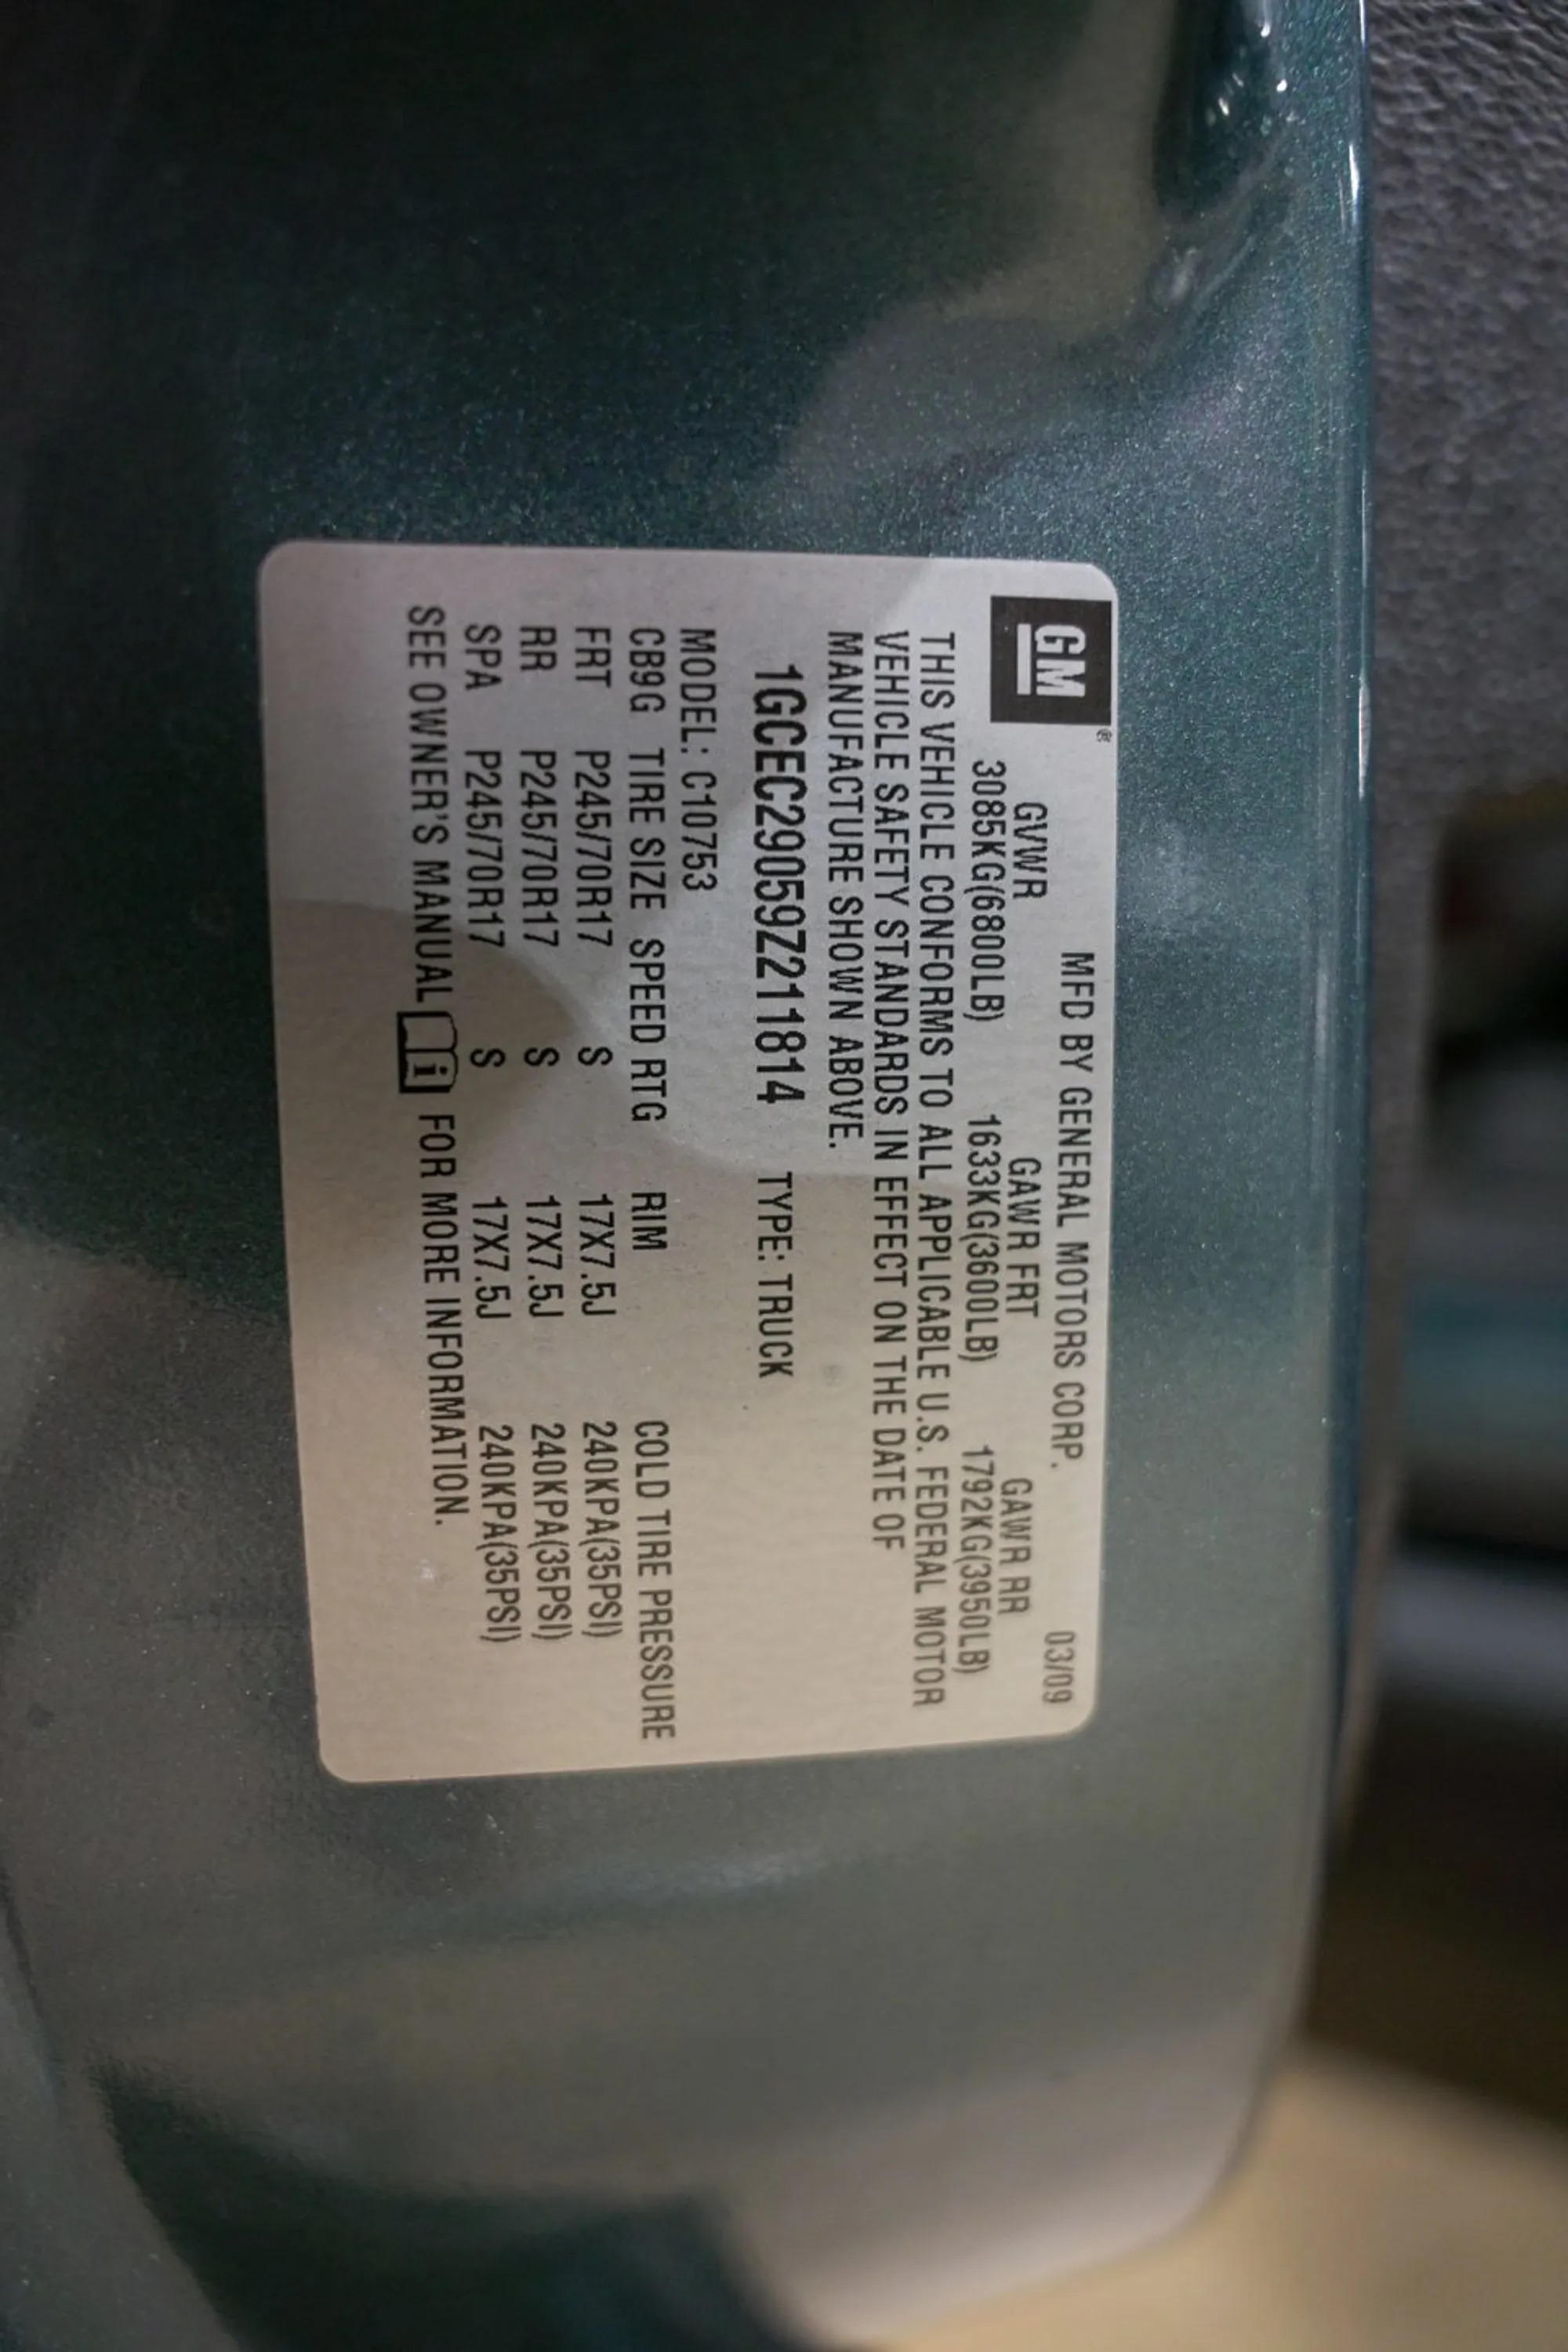 GM®
MFD BY GENERAL MOTORS CORP. 03/09
GVWR GAWR FRT GAWR RR
3085KG(6800LB) 1633KG(3600LB) 1792KG(3950LB)
THIS VEHICLE CONFORMS TO ALL APPLICABLE U.S. FEDERAL MOTOR
VEHICLE SAFETY STANDARDS IN EFFECT ON THE DATE OF
MANUFACTURE SHOWN ABOVE.
1GCEC29059Z211814 TYPE: TRUCK
MODEL: C10753
CB9G TIRE SIZE SPEED RTG RIM COLD TIRE PRESSURE
FRT P245/70R17 S 17X7.5J 240KPA(35PSI)
RR P245/70R17 S 17X7.5J 240KPA(35PSI)
SPA P245/70R17 S 17X7.5J 240KPA(35PSI)
SEE OWNER'S MANUAL i FOR MORE INFORMATION.